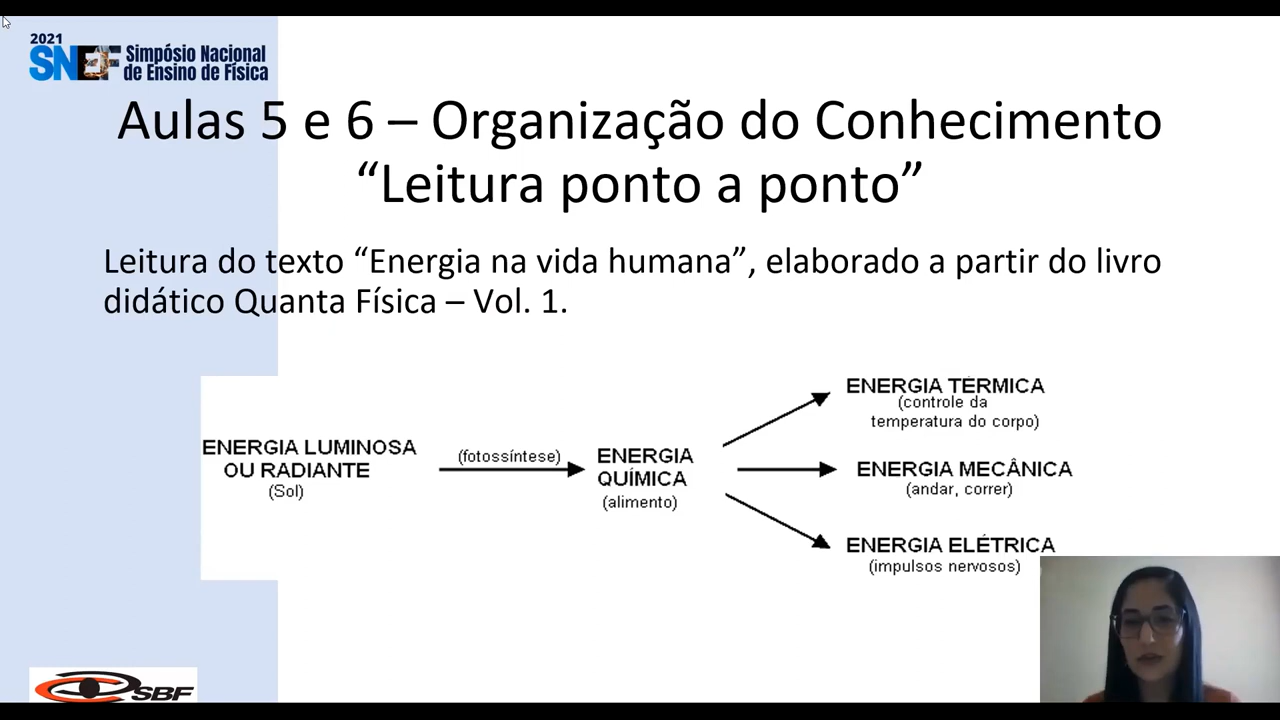 2021
SNEF Simpósio Nacional
de Ensino de Física
Aulas 5 e 6 – Organização do Conhecimento
“Leitura ponto a ponto”
Leitura do texto “Energia na vida humana”, elaborado a partir do livro
didático Quanta Física – Vol. 1.
ENERGIA LUMINOSA
OU RADIANTE
(Sol)
(fotossíntese)
ENERGIA
QUÍMICA
(alimento)
ENERGIA TÉRMICA
(controle da
temperatura do corpo)
ENERGIA MECÂNICA
(andar, correr)
ENERGIA ELÉTRICA
(impulsos nervosos)
SBF